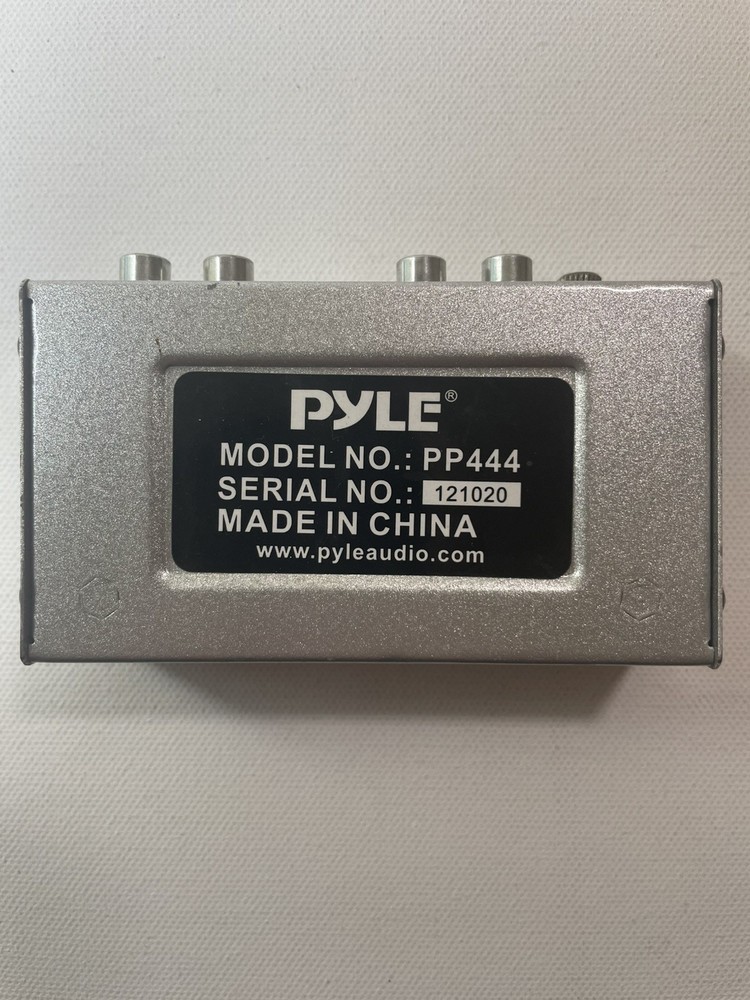 PYLE®
MODEL NO.: PP444
SERIAL NO.: 121020
MADE IN CHINA
www.pyleaudio.com